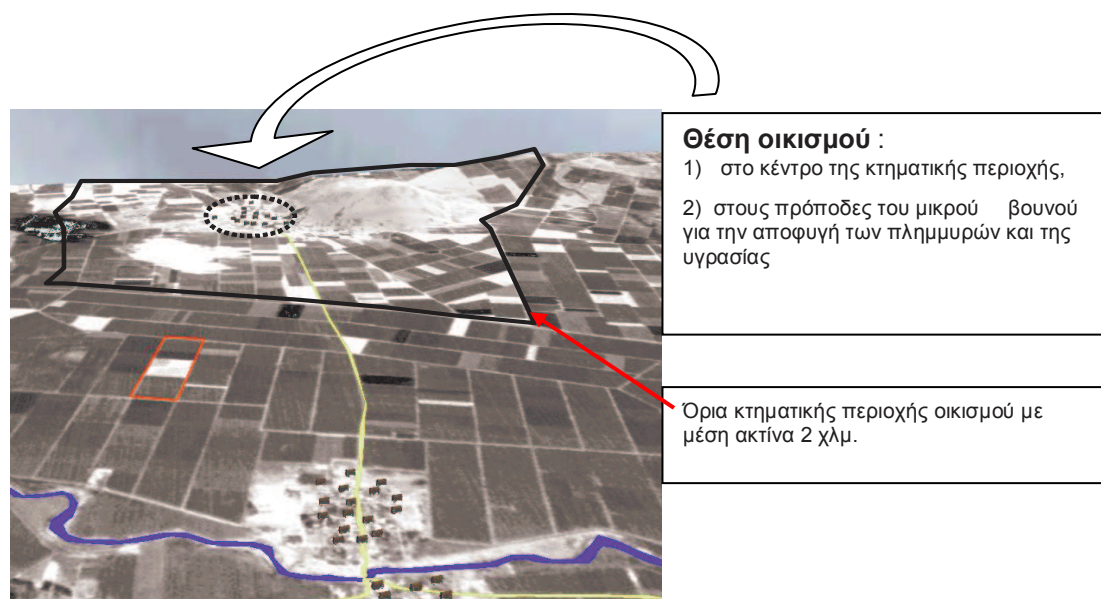 Θέση οικισμού :
1) στο κέντρο της κτηματικής περιοχής,
2) στους πρόποδες του μικρού βουνού
για την αποφυγή των πλημμυρών και της
υγρασίας
Όρια κτηματικής περιοχής οικισμού με
μέση ακτίνα 2 χλμ.